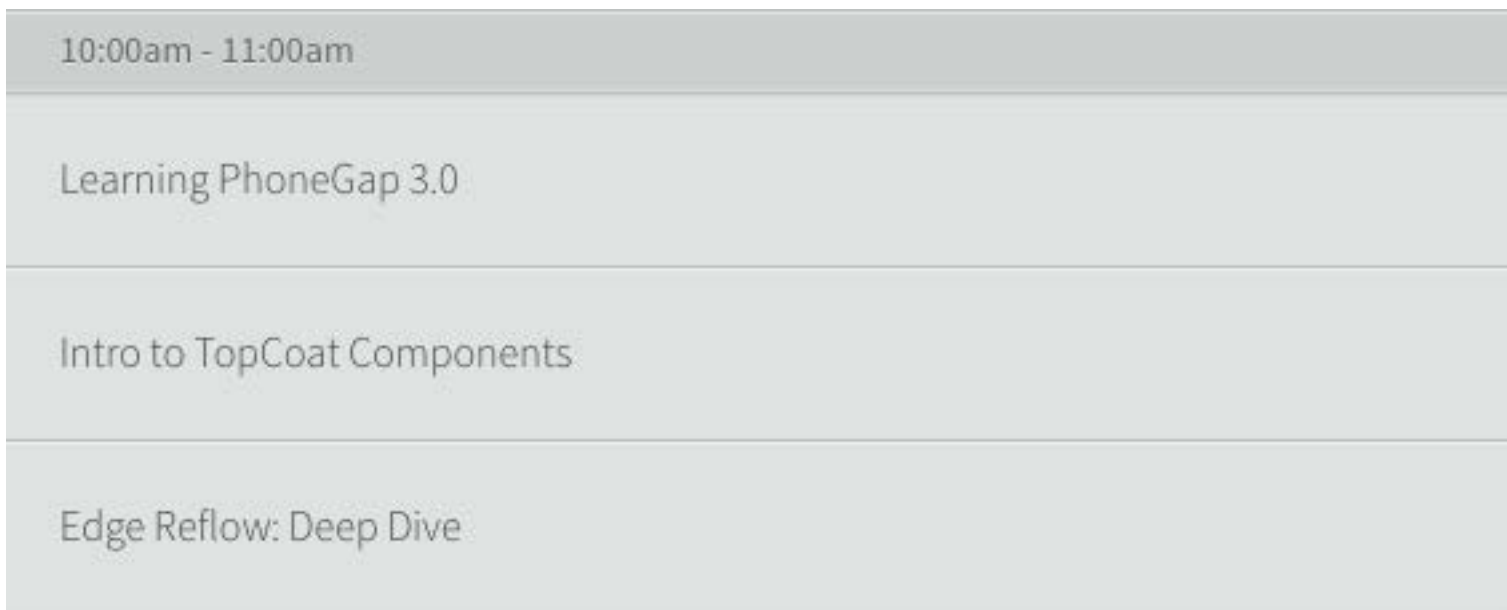 10:00am - 11:00am
Learning PhoneGap 3.0
Intro to TopCoat Components
Edge Reflow: Deep Dive